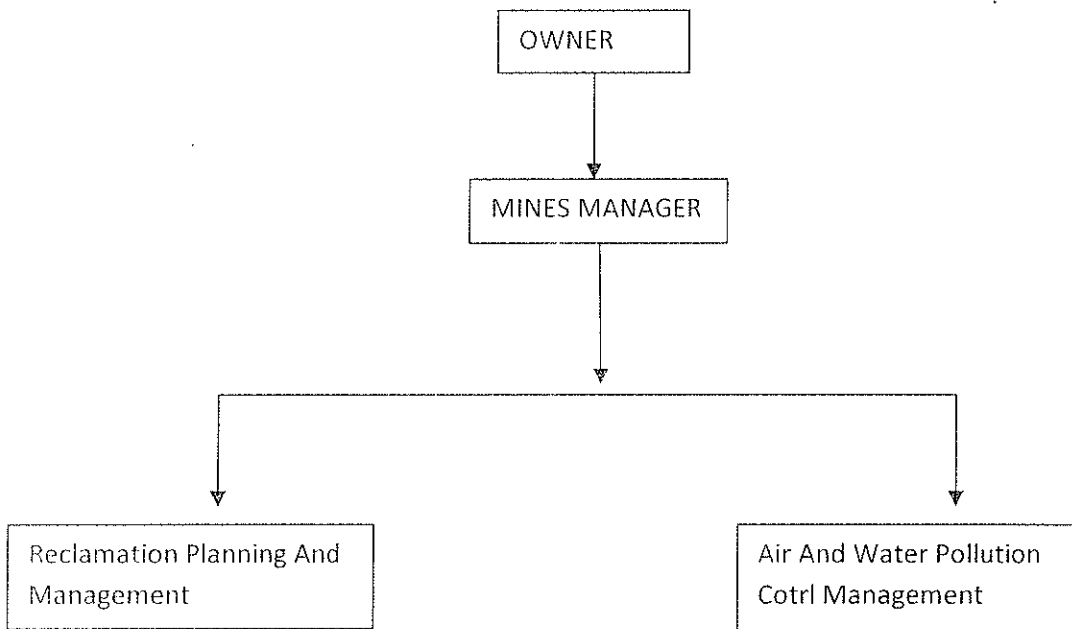 OWNER
MINES MANAGER
Reclamation Planning And
Management
Air And Water Pollution
Cotrl Management